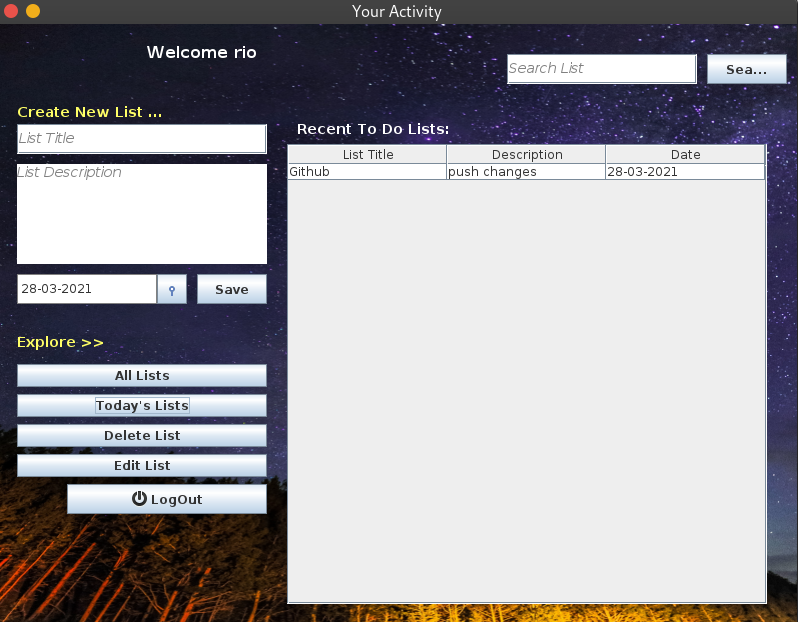 Your Activity
Welcome rio
Search List
Sea...
Create New List ...
List Title
List Description
28-03-2021
Save
Explore >>
All Lists
Today's Lists
Delete List
Edit List
LogOut
Recent To Do Lists:
List Title Description Date
Github push changes 28-03-2021